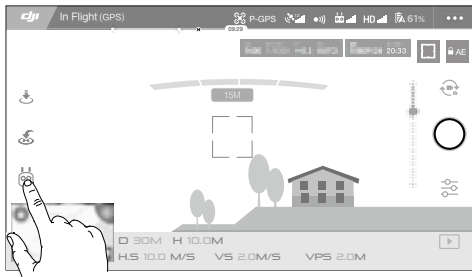 dji In Flight (GPS) P-GPS HD 61%
09:29
20:33 AE
15M
D 30M H 10.0M
H.S 10.0 M/S VS 2.0M/S VPS 2.0M